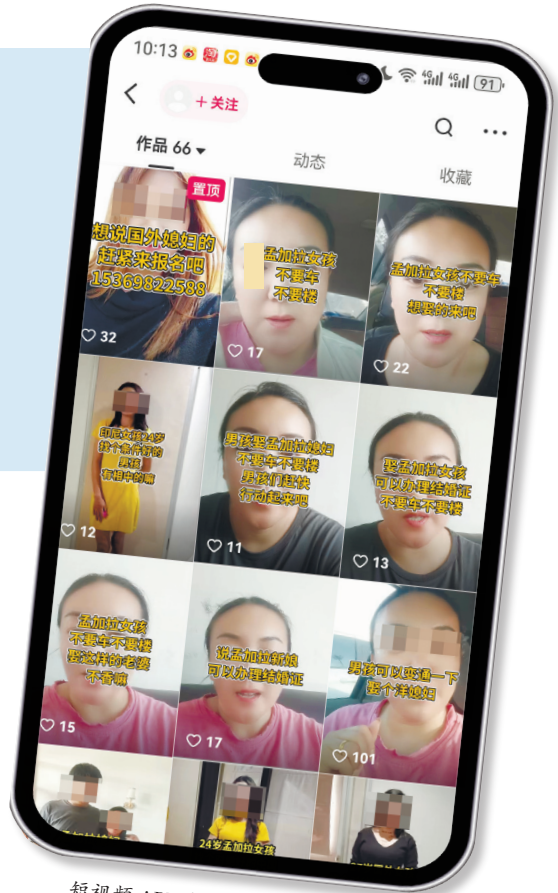 10:13
4G 4G 91
+关注
作品 66
动态
收藏
置顶
想说国外媳妇的
赶紧来报名吧
15369822588
32
孟加拉女孩
不要车
不要楼
17
孟加拉女孩不要车
不要楼
想娶的来吧
22
印尼女孩24岁
找个条件好的
男孩
有相中的嘛
12
男孩娶孟加拉媳妇
不要车不要楼
男孩们赶快
行动起来吧
11
娶孟加拉女孩
可以办理结婚证
不要车不要楼
13
孟加拉女孩
不要车不要楼
娶这样的老婆
不香嘛
15
说孟加拉新娘
可以办理结婚证
17
男孩可以变通一下
娶个洋媳妇
101
24岁孟加拉女孩
短视频